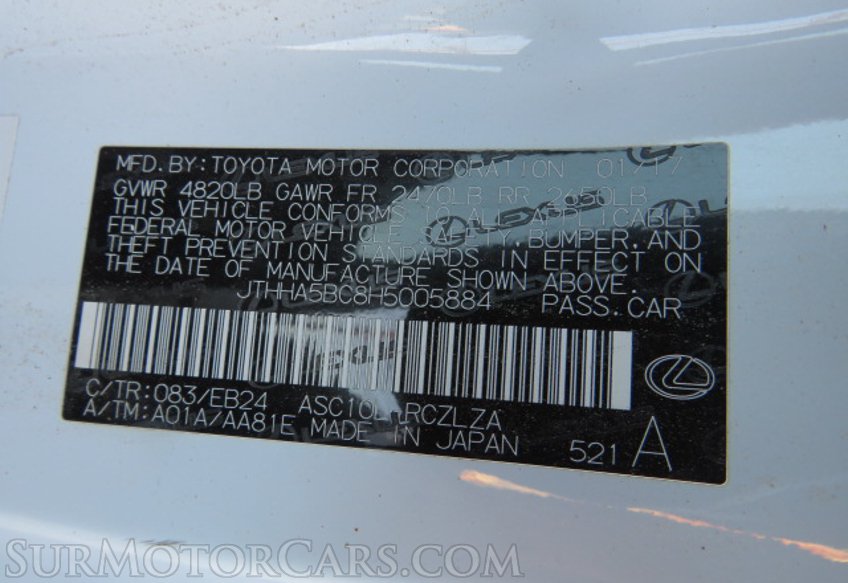 MFD. BY: TOYOTA MOTOR CORPORATION 01/17
GVWR 4820LB GAWR FR 2470LB RR 2650LB
THIS VEHICLE CONFORMS TO ALL APPLICABLE
FEDERAL MOTOR VEHICLE SAFETY, BUMPER, AND
THEFT PREVENTION STANDARDS IN EFFECT ON
THE DATE OF MANUFACTURE SHOWN ABOVE.
JTHHA5BC8H5005884 PASS. CAR
C/TR: 083/EB24 ASC10L-RCZLZA
A/TM: A01A/AA81E MADE IN JAPAN 521 A
LEXUS
SURMOTORCARS.COM